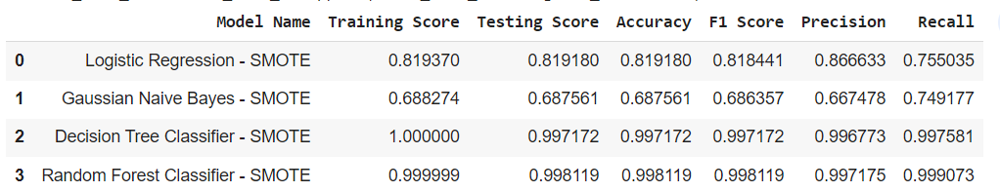 Model Name Training Score Testing Score Accuracy F1 Score Precision Recall
0 Logistic Regression - SMOTE 0.819370 0.819180 0.819180 0.818441 0.866633 0.755035
1 Gaussian Naive Bayes - SMOTE 0.688274 0.687561 0.687561 0.686357 0.667478 0.749177
2 Decision Tree Classifier - SMOTE 1.000000 0.997172 0.997172 0.997172 0.996773 0.997581
3 Random Forest Classifier - SMOTE 0.999999 0.998119 0.998119 0.998119 0.997175 0.999073